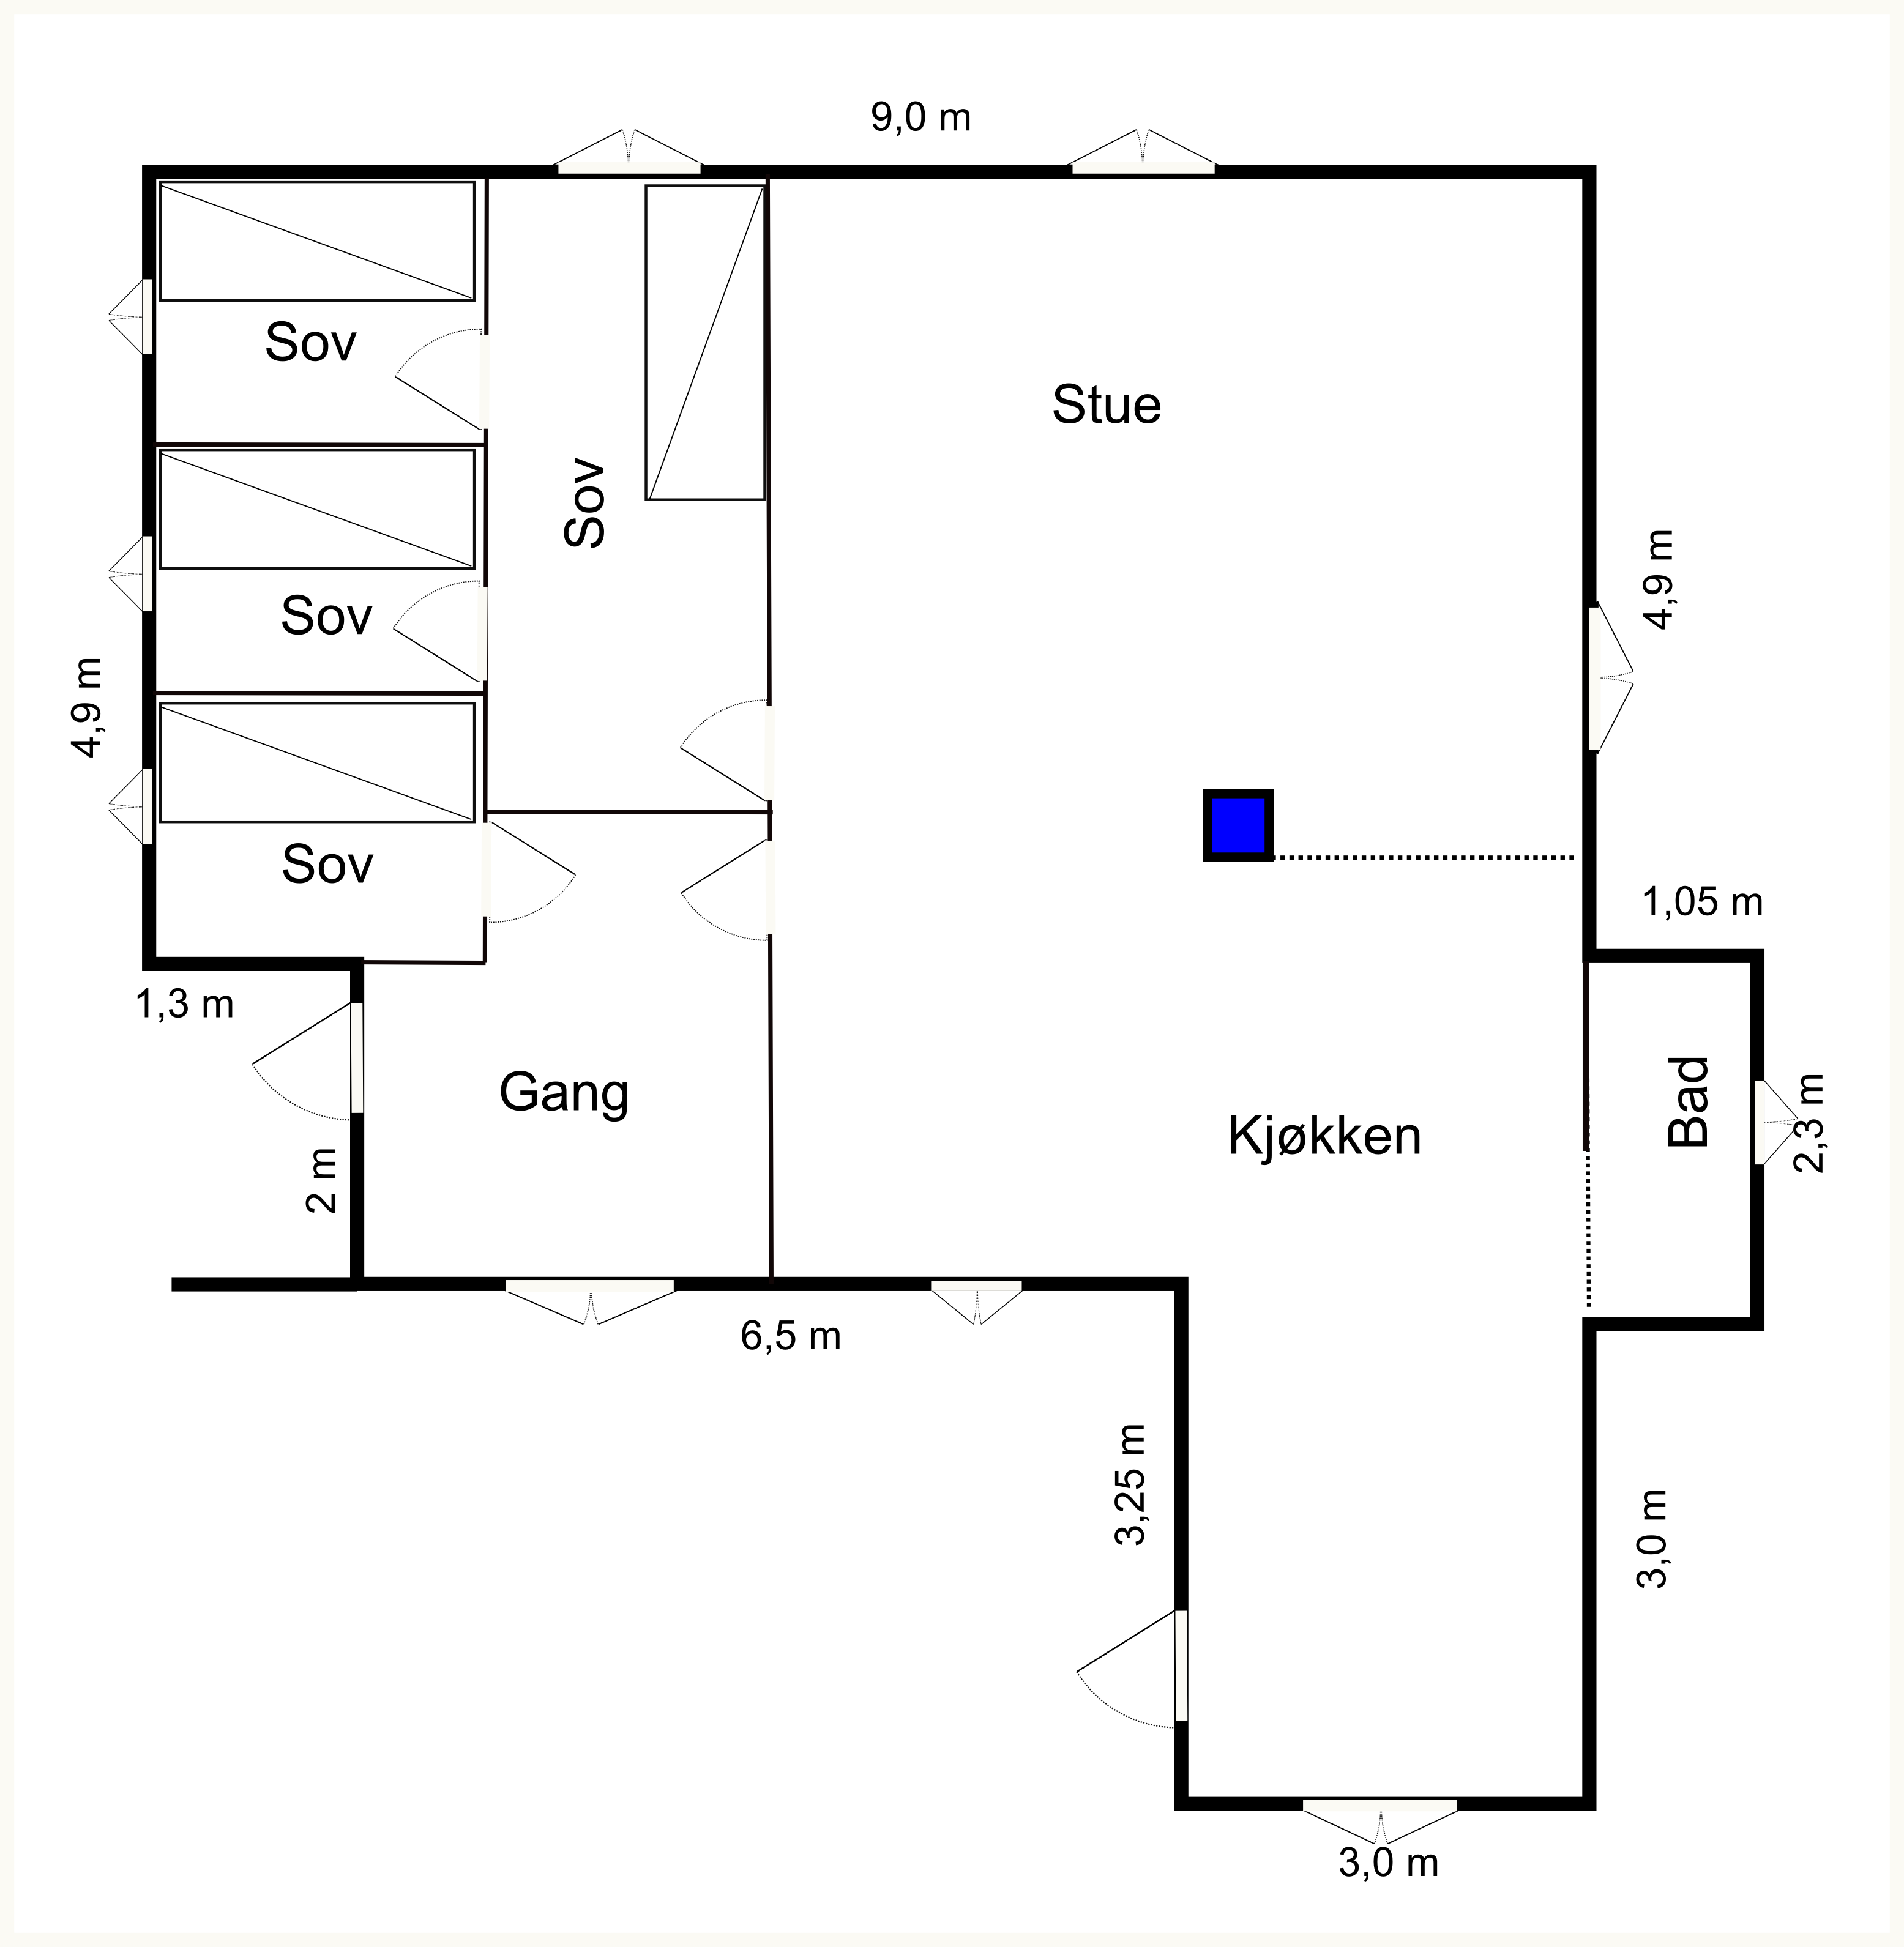 9,0 m
Sov
Stue
Sov
4,9 m
Sov
4,9 m
Sov
1,05 m
1,3 m
Gang
Bad
2,3 m
Kjøkken
2 m
6,5 m
3,25 m
3,0 m
3,0 m